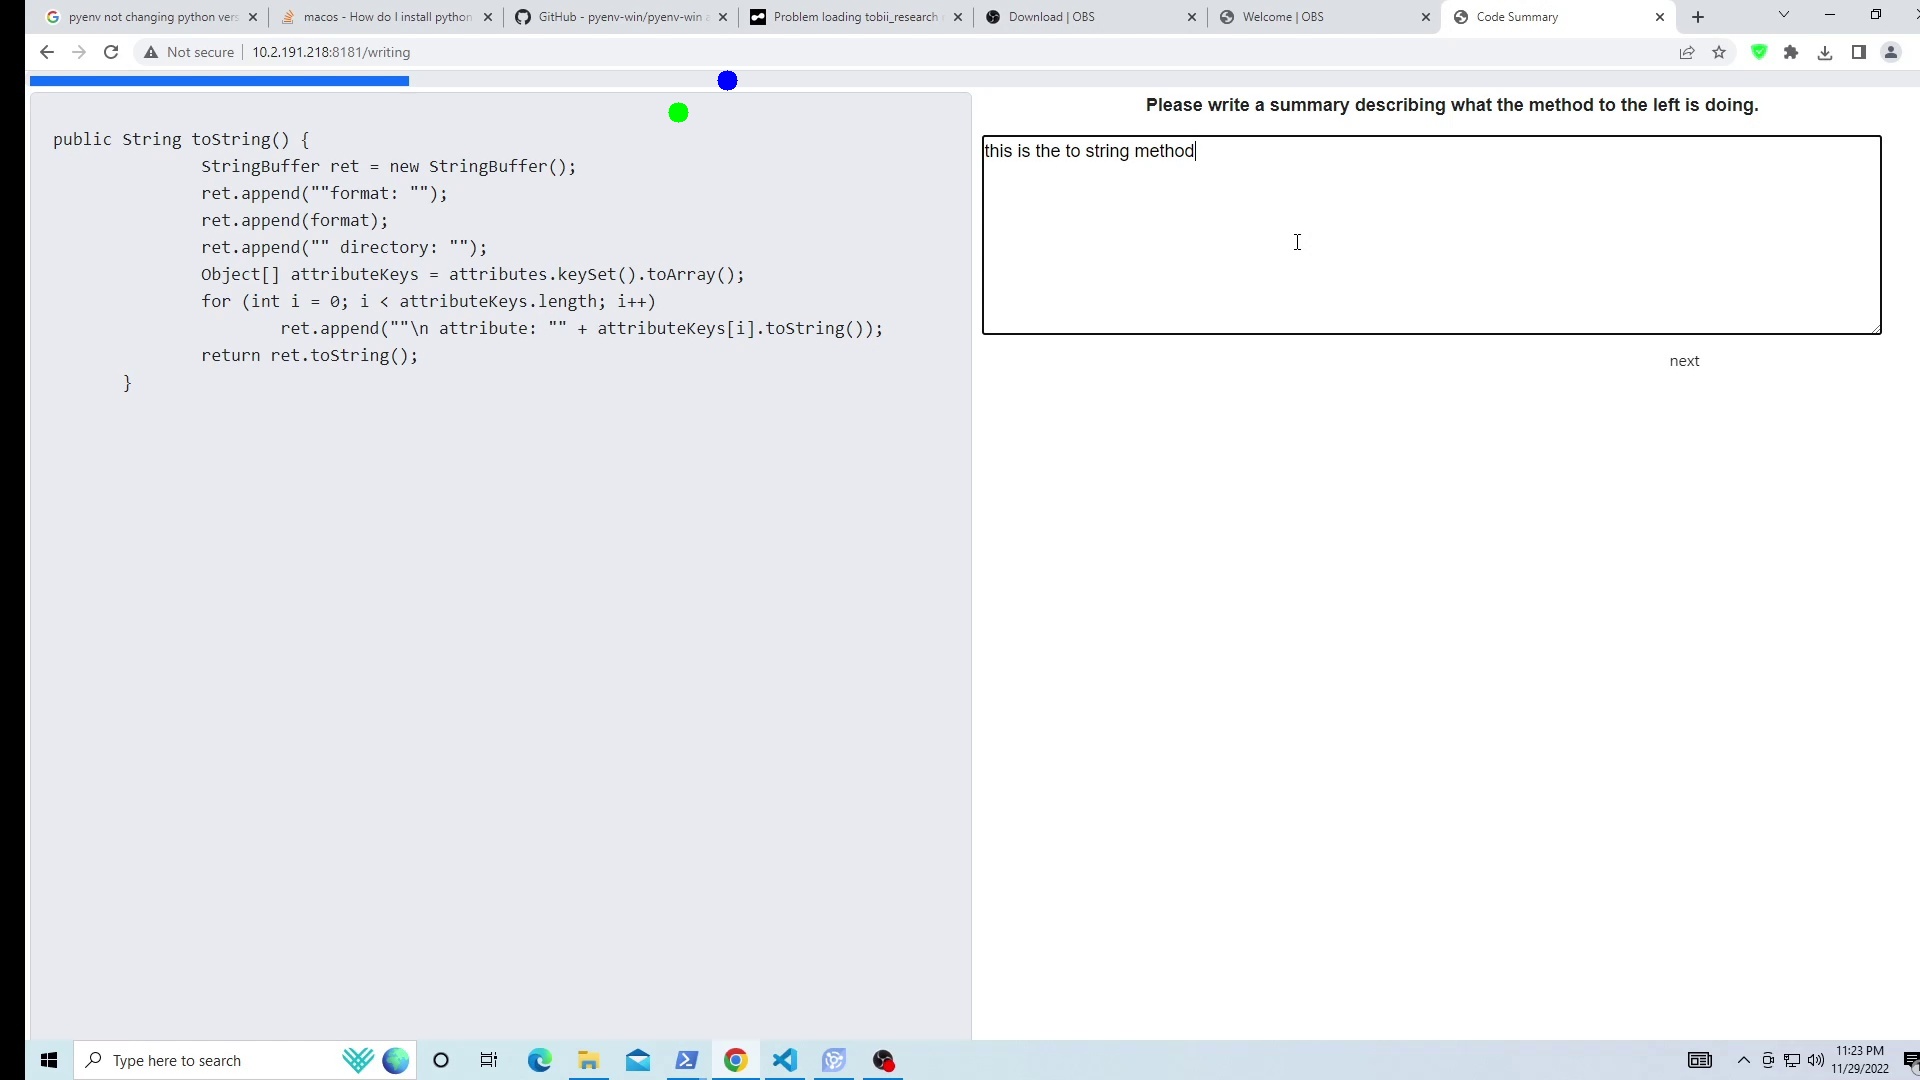 pyenv not changing python vers
macos - How do I install python
GitHub - pyenv-win/pyenv-win a
Problem loading tobii_research
Download | OBS
Welcome | OBS
Code Summary
Not secure
10.2.191.218:8181/writing
public String toString() {
StringBuffer ret = new StringBuffer();
ret.append(""format: "");
ret.append(format);
ret.append("" directory: "");
Object[] attributeKeys = attributes.keySet().toArray();
for (int i = 0; i < attributeKeys.length; i++)
ret.append(""\n attribute: "" + attributeKeys[i].toString());
return ret.toString();
}
Please write a summary describing what the method to the left is doing.
this is the to string method
next
Type here to search
11:23 PM
11/29/2022